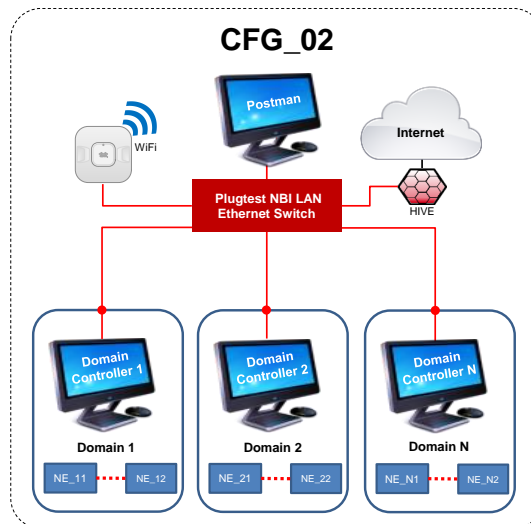 CFG_02
Postman
WiFi
Internet
HIVE
Plugtest NBI LAN
Ethernet Switch
Domain
Controller 1
Domain
Controller 2
Domain
Controller N
Domain 1
Domain 2
Domain N
NE_11
NE_12
NE_21
NE_22
NE_N1
NE_N2